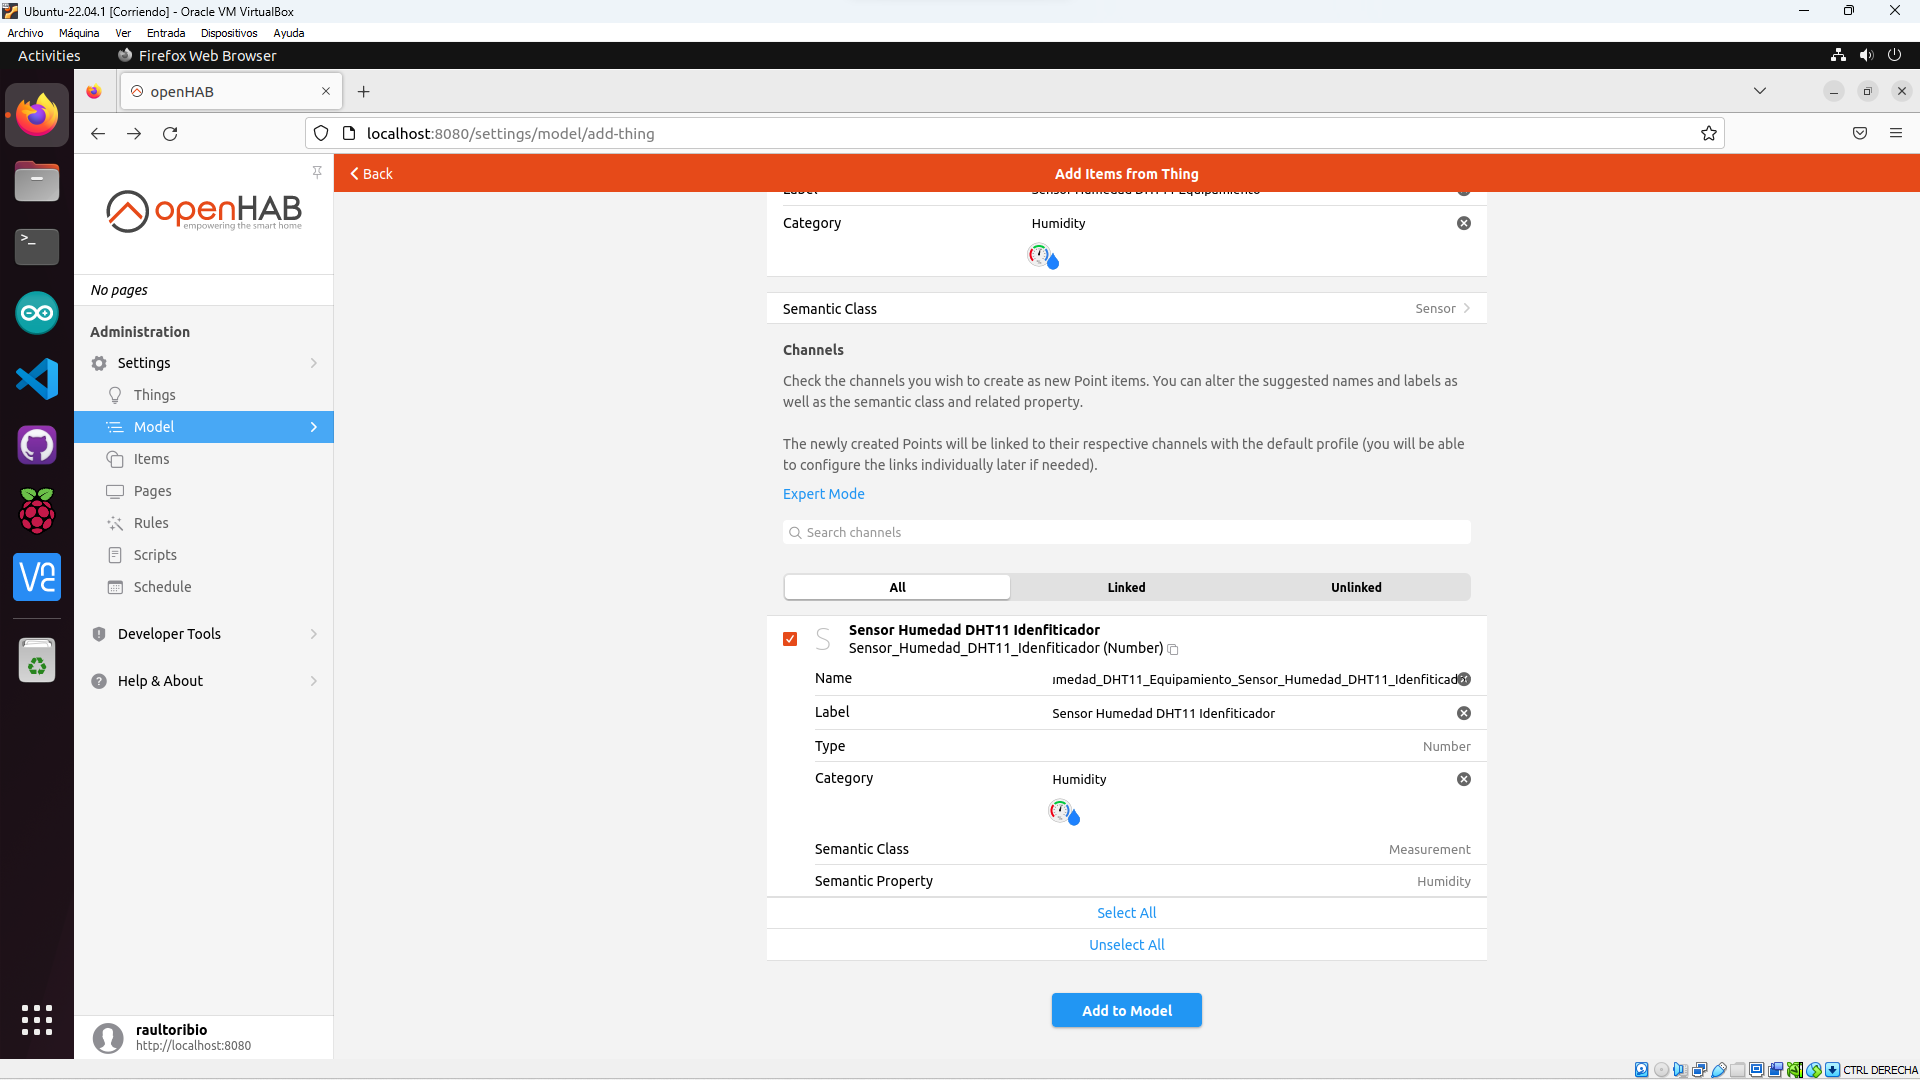 Ubuntu-22.04.1 [Corriendo] - Oracle VM VirtualBox
Archivo Máquina Ver Entrada Dispositivos Ayuda
Activities Firefox Web Browser
openHAB
localhost:8080/settings/model/add-thing
openHAB
empowering the smart home
No pages
Administration
Settings
Things
Model
Items
Pages
Rules
Scripts
Schedule
Developer Tools
Help & About
raultoribio
http://localhost:8080
Back
Add Items from Thing
Label Sensor Humedad DHT11 Equipamiento
Category Humidity
Semantic Class Sensor
Channels
Check the channels you wish to create as new Point items. You can alter the suggested names and labels as
well as the semantic class and related property.
The newly created Points will be linked to their respective channels with the default profile (you will be able
to configure the links individually later if needed).
Expert Mode
Search channels
All Linked Unlinked
S
Sensor Humedad DHT11 Idenfiticador
Sensor_Humedad_DHT11_Idenfiticador (Number)
Name umedad_DHT11_Equipamiento_Sensor_Humedad_DHT11_Idenfiticador
Label Sensor Humedad DHT11 Idenfiticador
Type Number
Category Humidity
Semantic Class Measurement
Semantic Property Humidity
Select All
Unselect All
Add to Model
CTRL DERECHA